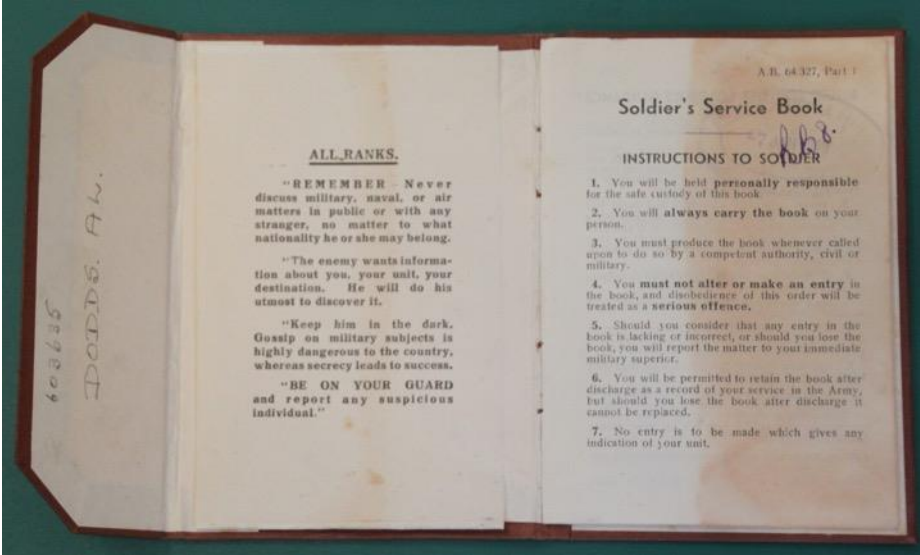 603635
DODDS. A.W.
ALL RANKS.
"REMEMBER – Never
discuss military, naval, or air
matters in public or with any
stranger, no matter to what
nationality he or she may belong.
"The enemy wants informa-
tion about you, your unit, your
destination. He will do his
utmost to discover it.
"Keep him in the dark.
Gossip on military subjects is
highly dangerous to the country,
whereas secrecy leads to success.
"BE ON YOUR GUARD
and report any suspicious
individual."
A.B. 64/327, Part I
Soldier's Service Book
INSTRUCTIONS TO SOLDIER
1. You will be held personally responsible
for the safe custody of this book.
2. You will always carry the book on your
person.
3. You must produce the book whenever called
upon to do so by a competent authority, civil or
military.
4. You must not alter or make an entry in
the book, and disobedience of this order will be
treated as a serious offence.
5. Should you consider that any entry in the
book is lacking or incorrect, or should you lose the
book, you will report the matter to your immediate
military superior.
6. You will be permitted to retain the book after
discharge as a record of your service in the Army,
but should you lose the book after discharge it
cannot be replaced.
7. No entry is to be made which gives any
indication of your unit.